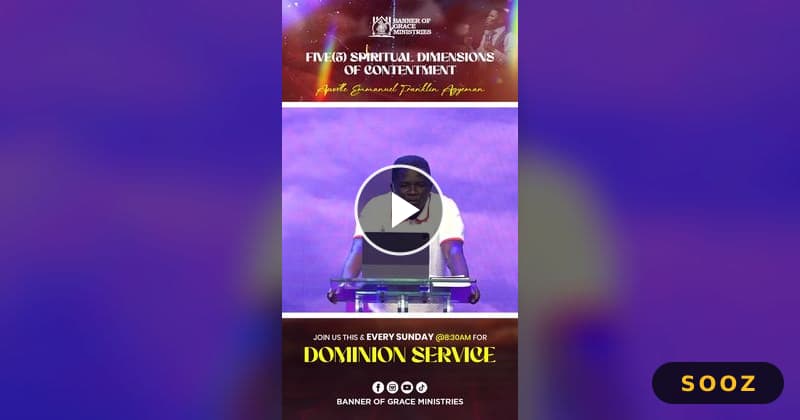 BANNER OF
GRACE
MINISTRIES
FIVE(5) SPIRITUAL DIMENSIONS
OF CONTENTMENT
Apostle Emmanuel Franklin Agyeman
JOIN US THIS & EVERY SUNDAY @8:30AM FOR
DOMINION SERVICE
BANNER OF GRACE MINISTRIES
SOOZ